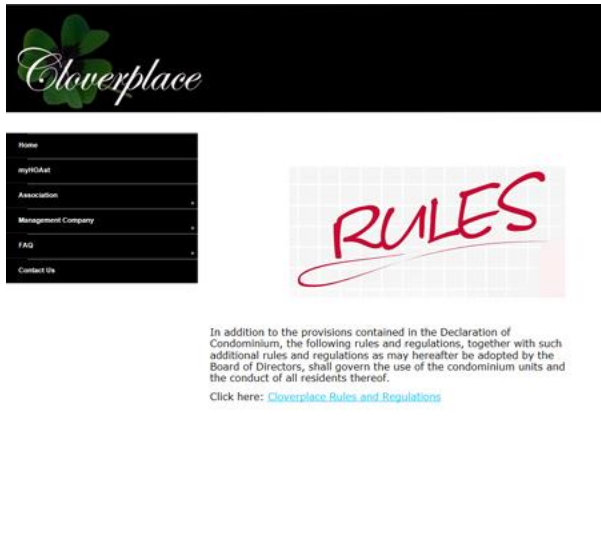 Cloverplace
Home
myHOAst
Association
Management Company
FAQ
Contact Us
RULES
In addition to the provisions contained in the Declaration of
Condominium, the following rules and regulations, together with such
additional rules and regulations as may hereafter be adopted by the
Board of Directors, shall govern the use of the condominium units and
the conduct of all residents thereof.
Click here: Cloverplace Rules and Regulations